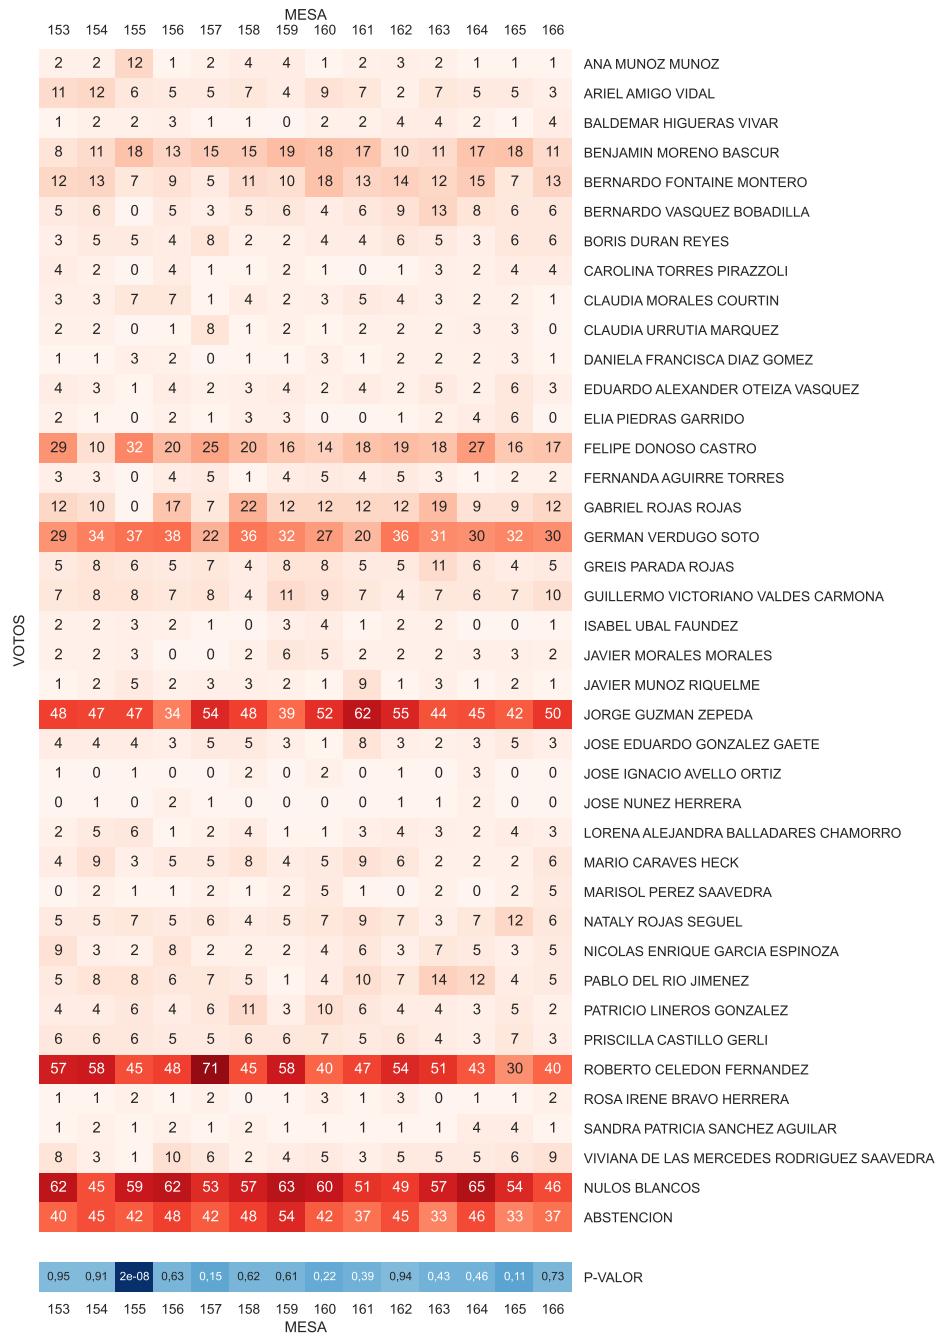 MESA
153 154 155 156 157 158 159 160 161 162 163 164 165 166
2 2 12 1 2 4 4 1 2 3 2 1 1 1 ANA MUNOZ MUNOZ
11 12 6 5 5 7 4 9 7 2 7 5 5 3 ARIEL AMIGO VIDAL
1 2 2 3 1 1 0 2 2 4 4 2 1 4 BALDEMAR HIGUERAS VIVAR
8 11 18 13 15 15 19 18 17 10 11 17 18 11 BENJAMIN MORENO BASCUR
12 13 7 9 5 11 10 18 13 14 12 15 7 13 BERNARDO FONTAINE MONTERO
5 6 0 5 3 5 6 4 6 9 13 8 6 6 BERNARDO VASQUEZ BOBADILLA
3 5 5 4 8 2 2 4 4 6 5 3 6 6 BORIS DURAN REYES
4 2 0 4 1 1 2 1 0 1 3 2 4 4 CAROLINA TORRES PIRAZZOLI
3 3 7 7 1 4 2 3 5 4 3 2 2 1 CLAUDIA MORALES COURTIN
2 2 0 1 8 1 2 1 2 2 2 3 3 0 CLAUDIA URRUTIA MARQUEZ
1 1 3 2 0 1 1 3 1 2 2 2 3 1 DANIELA FRANCISCA DIAZ GOMEZ
4 3 1 4 2 3 4 2 4 2 5 2 6 3 EDUARDO ALEXANDER OTEIZA VASQUEZ
2 1 0 2 1 3 3 0 0 1 2 4 6 0 ELIA PIEDRAS GARRIDO
29 10 32 20 25 20 16 14 18 19 18 27 16 17 FELIPE DONOSO CASTRO
3 3 0 4 5 1 4 5 4 5 3 1 2 2 FERNANDA AGUIRRE TORRES
12 10 0 17 7 22 12 12 12 12 19 9 9 12 GABRIEL ROJAS ROJAS
29 34 37 38 22 36 32 27 20 36 31 30 32 30 GERMAN VERDUGO SOTO
5 8 6 5 7 4 8 8 5 5 11 6 4 5 GREIS PARADA ROJAS
7 8 8 7 8 4 11 9 7 4 7 6 7 10 GUILLERMO VICTORIANO VALDES CARMONA
2 2 3 2 1 0 3 4 1 2 2 0 0 1 ISABEL UBAL FAUNDEZ
VOTOS
2 2 3 0 0 2 6 5 2 2 2 3 3 2 JAVIER MORALES MORALES
1 2 5 2 3 3 2 1 9 1 3 1 2 1 JAVIER MUNOZ RIQUELME
48 47 47 34 54 48 39 52 62 55 44 45 42 50 JORGE GUZMAN ZEPEDA
4 4 4 3 5 5 3 1 8 3 2 3 5 3 JOSE EDUARDO GONZALEZ GAETE
1 0 1 0 0 2 0 2 0 1 0 3 0 0 JOSE IGNACIO AVELLO ORTIZ
0 1 0 2 1 0 0 0 0 1 1 2 0 0 JOSE NUNEZ HERRERA
2 5 6 1 2 4 1 1 3 4 3 2 4 3 LORENA ALEJANDRA BALLADARES CHAMORRO
4 9 3 5 5 8 4 5 9 6 2 2 2 6 MARIO CARAVES HECK
0 2 1 1 2 1 2 5 1 0 2 0 2 5 MARISOL PEREZ SAAVEDRA
5 5 7 5 6 4 5 7 9 7 3 7 12 6 NATALY ROJAS SEGUEL
9 3 2 8 2 2 2 4 6 3 7 5 3 5 NICOLAS ENRIQUE GARCIA ESPINOZA
5 8 8 6 7 5 1 4 10 7 14 12 4 5 PABLO DEL RIO JIMENEZ
4 4 6 4 6 11 3 10 6 4 4 3 5 2 PATRICIO LINEROS GONZALEZ
6 6 6 5 5 6 6 7 5 6 4 3 7 3 PRISCILLA CASTILLO GERLI
57 58 45 48 71 45 58 40 47 54 51 43 30 40 ROBERTO CELEDON FERNANDEZ
1 1 2 1 2 0 1 3 1 3 0 1 1 2 ROSA IRENE BRAVO HERRERA
1 2 1 2 1 2 1 1 1 1 1 4 4 1 SANDRA PATRICIA SANCHEZ AGUILAR
8 3 1 10 6 2 4 5 3 5 5 5 6 9 VIVIANA DE LAS MERCEDES RODRIGUEZ SAAVEDRA
62 45 59 62 53 57 63 60 51 49 57 65 54 46 NULOS BLANCOS
40 45 42 48 42 48 54 42 37 45 33 46 33 37 ABSTENCION
0,95 0,91 2e-08 0,63 0,15 0,62 0,61 0,22 0,39 0,94 0,43 0,46 0,11 0,73 P-VALOR
153 154 155 156 157 158 159 160 161 162 163 164 165 166
MESA